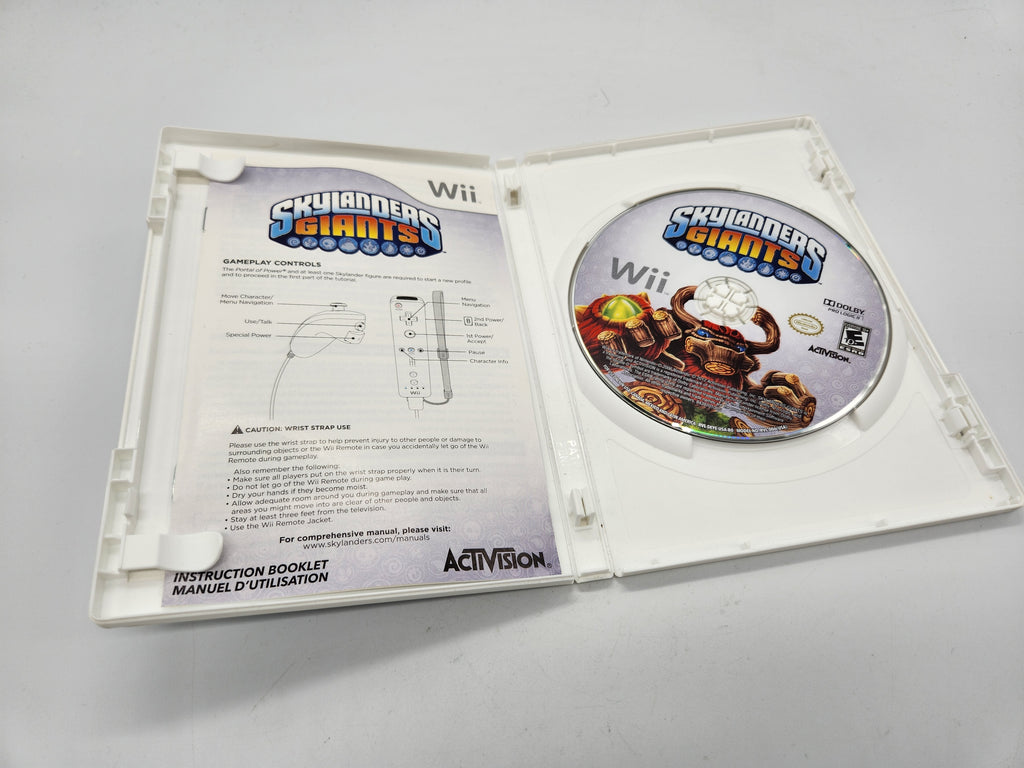 Wii
SKYLANDERS
GIANTS
GAMEPLAY CONTROLS
The Portal of Power® and at least one Skylander figure are required to start a new profile
and to proceed in the first part of the tutorial.
Move Character/
Menu Navigation
Use/Talk
Special Power
Menu
Navigation
B 2nd Power/
Back
1st Power/
Accept
Pause
Character Info
Wii
CAUTION: WRIST STRAP USE
Please use the wrist strap to help prevent injury to other people or damage to
surrounding objects or the Wii Remote in case you accidentally let go of the Wii
Remote during gameplay.
Also remember the following:
• Make sure all players put on the wrist strap properly when it is their turn.
• Do not let go of the Wii Remote during game play.
• Dry your hands if they become moist.
• Allow adequate room around you during gameplay and make sure that all
areas you might move into are clear of other people and objects.
• Stay at least three feet from the television.
• Use the Wii Remote Jacket.
For comprehensive manual, please visit:
www.skylanders.com/manuals
INSTRUCTION BOOKLET
MANUEL D'UTILISATION
ACTIVISION®
SKYLANDERS
GIANTS
Wii
DOLBY
PRO LOGIC II
E
ACTIVISION